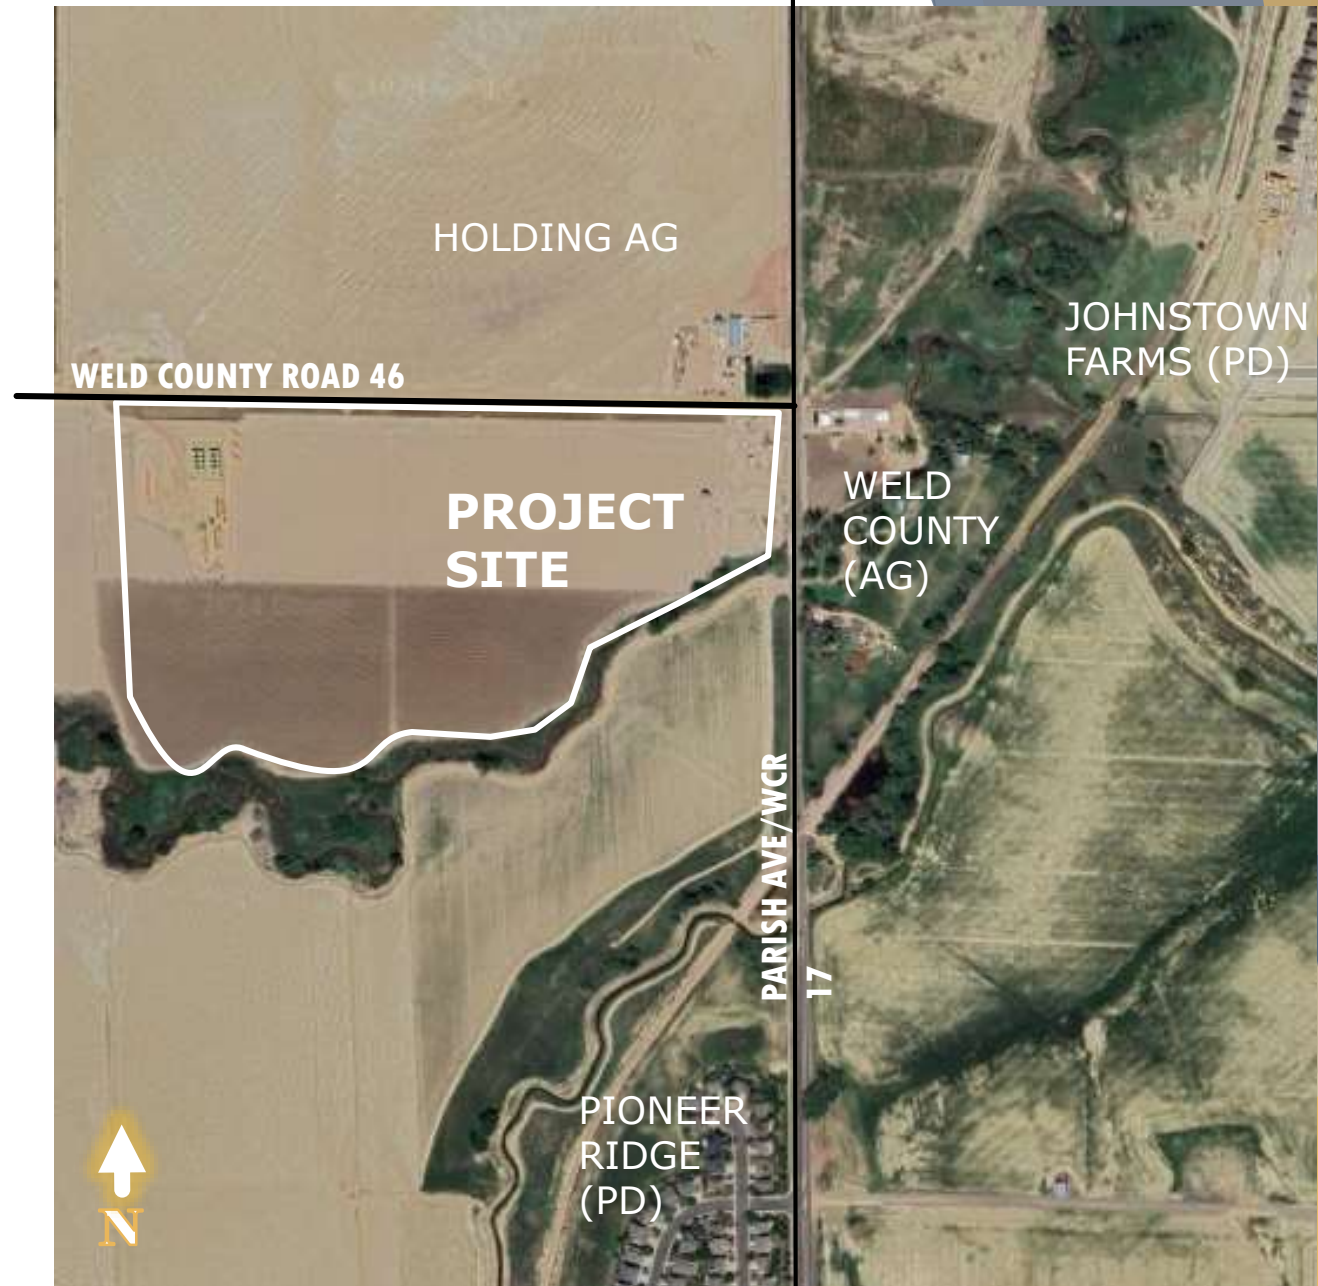 HOLDING AG
JOHNSTOWN
FARMS (PD)
WELD COUNTY ROAD 46
PROJECT
SITE
WELD
COUNTY
(AG)
PARISH AVE/WCR
17
PIONEER
RIDGE
(PD)
N